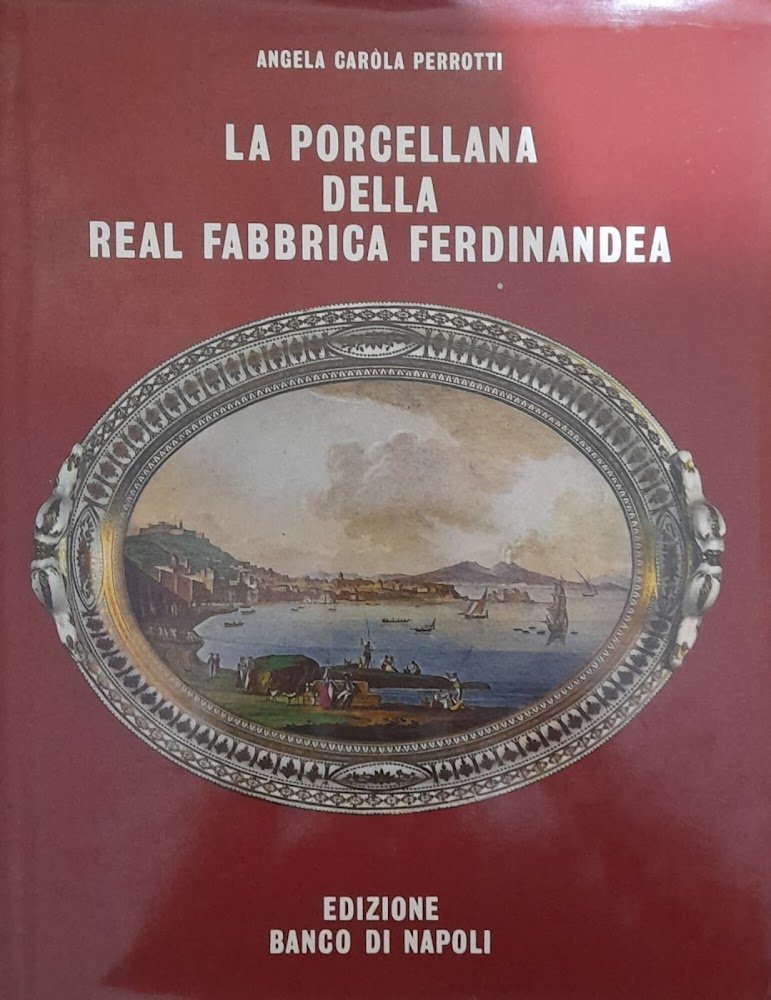 ANGELA CARÒLA PERROTTI
LA PORCELLANA
DELLA
REAL FABBRICA FERDINANDEA
EDIZIONE
BANCO DI NAPOLI